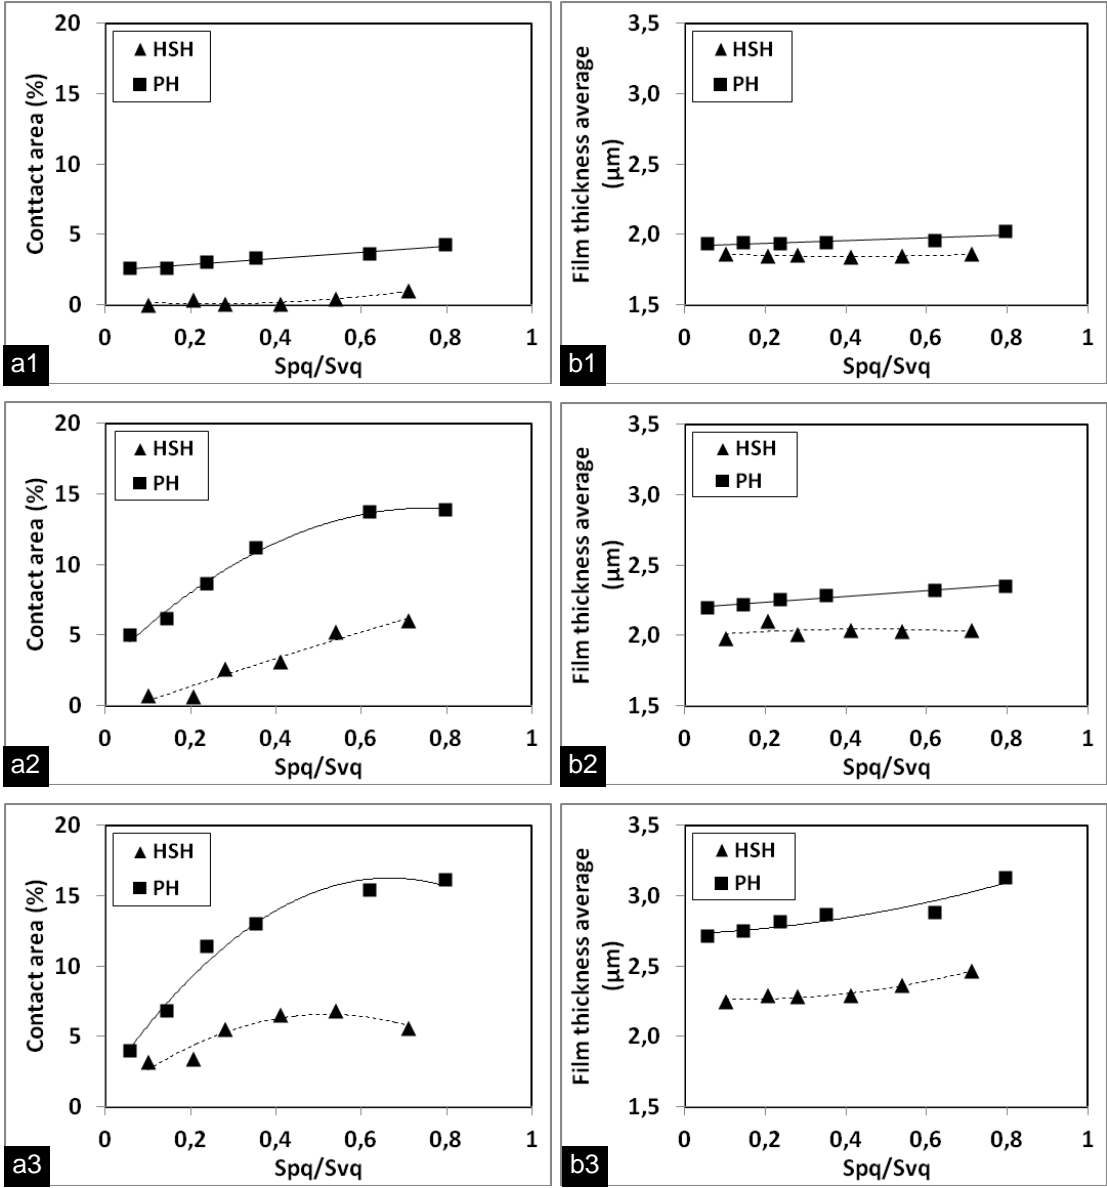 20
15
10
5
0
Conttact area (%)
HSH
PH
0 0,2 0,4 0,6 0,8 1
Spq/Svq
a1
3,5
3,0
2,5
2,0
1,5
Film thickness average
(μm)
HSH
PH
0 0,2 0,4 0,6 0,8 1
Spq/Svq
b1
20
15
10
5
0
Contact area (%)
HSH
PH
0 0,2 0,4 0,6 0,8 1
Spq/Svq
a2
3,5
3,0
2,5
2,0
1,5
Film thickness average
(μm)
HSH
PH
0 0,2 0,4 0,6 0,8 1
Spq/Svq
b2
20
15
10
5
0
Contact area (%)
HSH
PH
0 0,2 0,4 0,6 0,8 1
Spq/Svq
a3
3,5
3,0
2,5
2,0
1,5
Film thickness average
(μm)
HSH
PH
0 0,2 0,4 0,6 0,8 1
Spq/Svq
b3